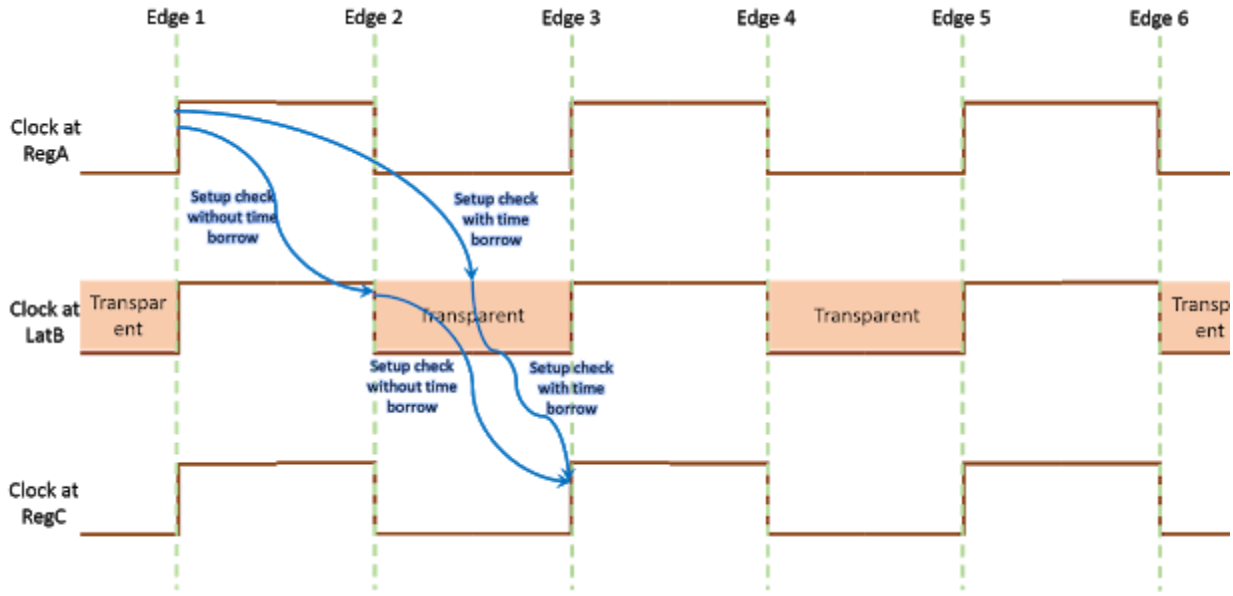 Edge 1
Edge 2
Edge 3
Edge 4
Edge 5
Edge 6
Clock at
RegA
Setup check
without time
borrow
Setup check
with time
borrow
Clock at
LatB
Transpar
ent
Transparent
Transparent
Transp
ent
Setup check
without time
borrow
Setup check
with time
borrow
Clock at
RegC